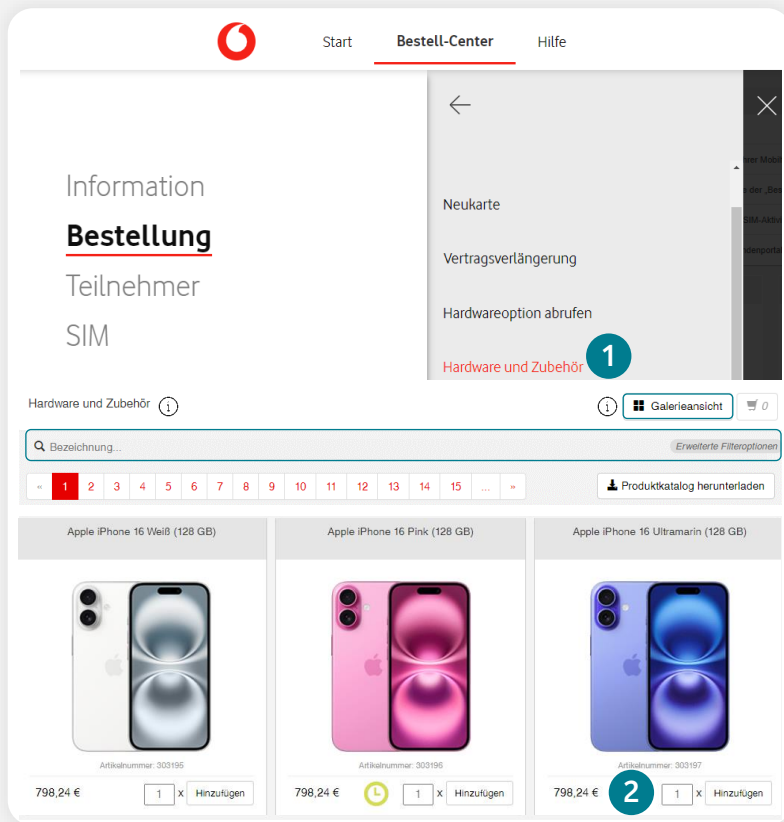 Start Bestell-Center Hilfe
Information
Bestellung
Teilnehmer
SIM
Neukarte
Vertragsverlängerung
Hardwareoption abrufen
Hardware und Zubehör 1
Hardware und Zubehör i i Galerieansicht 0
Bezeichnung... Erweiterte Filteroptionen
« 1 2 3 4 5 6 7 8 9 10 11 12 13 14 15 ... » Produktkatalog herunterladen
Apple iPhone 16 Weiß (128 GB) Apple iPhone 16 Pink (128 GB) Apple iPhone 16 Ultramarin (128 GB)
Artikelnummer: 303195 Artikelnummer: 303196 Artikelnummer: 303197
798,24 € 1 x Hinzufügen 798,24 € 1 x Hinzufügen 798,24 € 2 1 x Hinzufügen